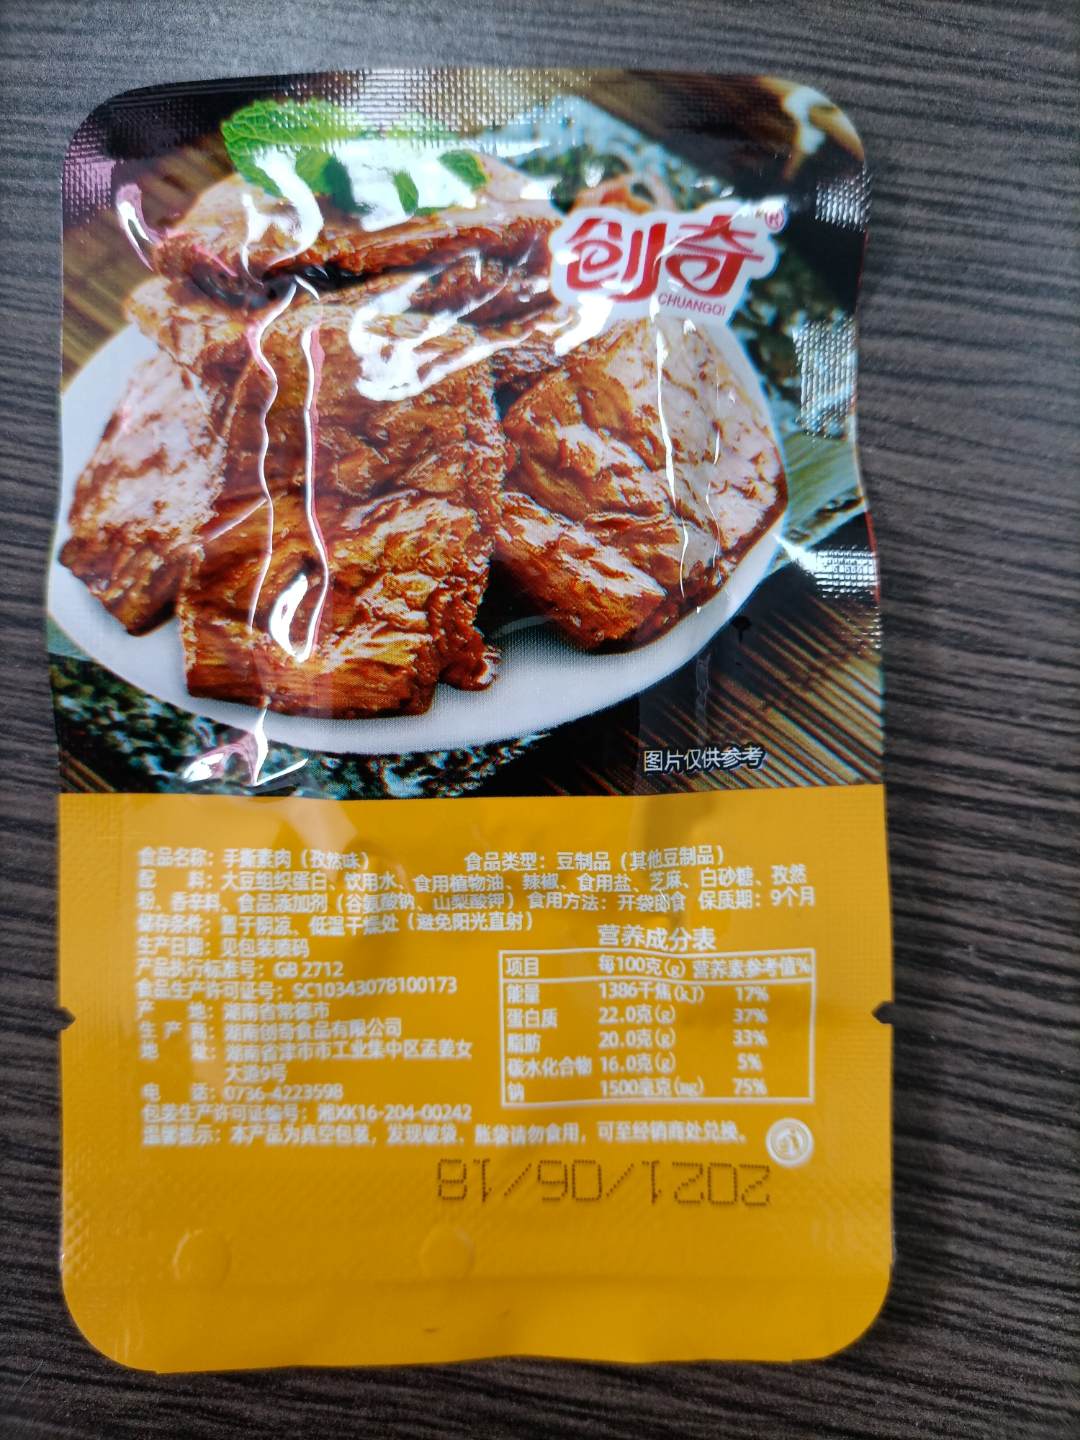 创奇®
CHUANGQI
图片仅供参考
食品名称：手撕素肉（孜然味） 食品类型：豆制品（其他豆制品）
配 料：大豆组织蛋白、饮用水、食用植物油、辣椒、食用盐、芝麻、白砂糖、孜然
粉、香辛料、食品添加剂（谷氨酸钠、山梨酸钾） 食用方法：开袋即食 保质期：9个月
储存条件：置于阴凉、低温干燥处（避免阳光直射）
生产日期：见包装喷码
产品执行标准号：GB 2712
食品生产许可证号：SC10343078100173
产 地：湖南省常德市
生 产 商：湖南创奇食品有限公司
地 址：湖南省津市市工业集中区孟姜女
大道9号
电 话：0736-4223598
包装生产许可证编号：湘XK16-204-00242
温馨提示：本产品为真空包装，发现破袋、胀袋请勿食用，可至经销商处兑换。
营养成分表
项目 每100克(g) 营养素参考值%
能量 1386千焦(kJ) 17%
蛋白质 22.0克(g) 37%
脂肪 20.0克(g) 33%
碳水化合物 16.0克(g) 5%
钠 1500毫克(mg) 75%
2021/06/18